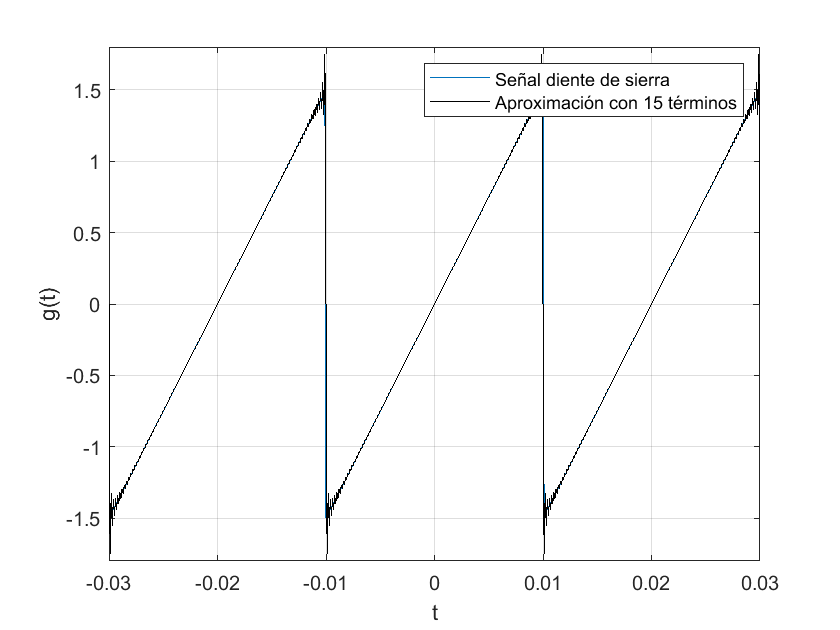 Señal diente de sierra
Aproximación con 15 términos
1.5
1
0.5
0
-0.5
-1
-1.5
g(t)
-0.03 -0.02 -0.01 0 0.01 0.02 0.03
t